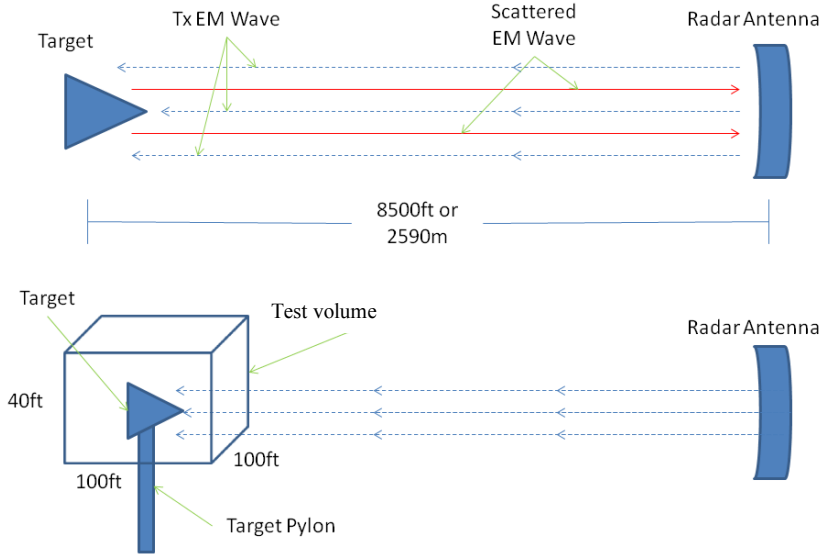 Target
Tx EM Wave
Scattered
EM Wave
Radar Antenna
8500ft or
2590m
Target
Test volume
Radar Antenna
40ft
100ft
100ft
Target Pylon